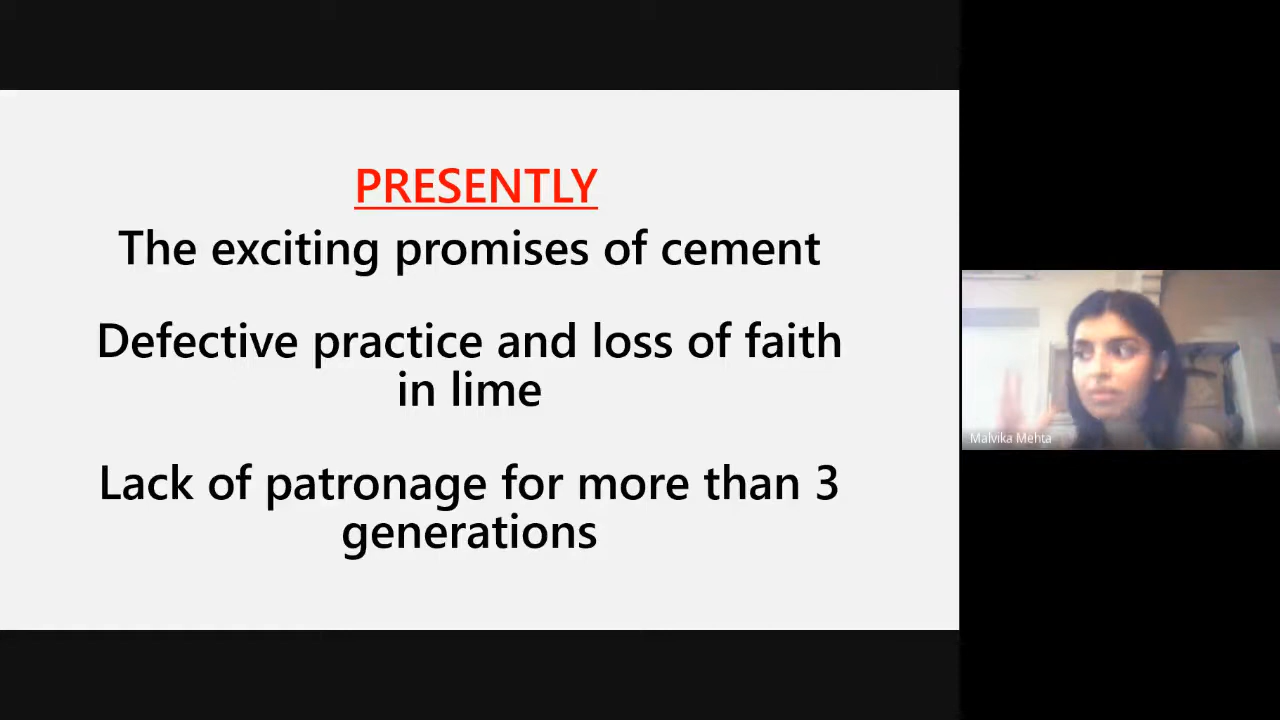 PRESENTLY
The exciting promises of cement
Defective practice and loss of faith
in lime
Lack of patronage for more than 3
generations
Malvika Mehta